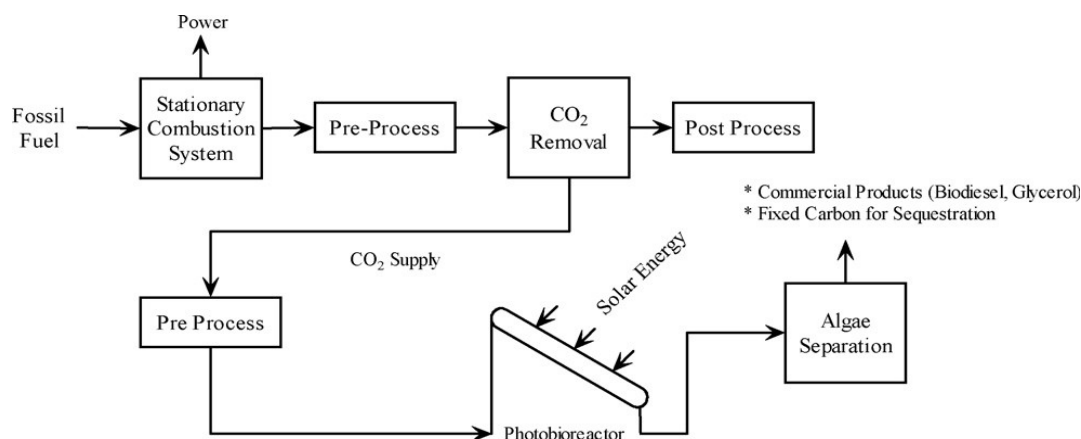 Power
Fossil
Fuel
Stationary
Combustion
System
Pre-Process
CO₂
Removal
Post Process
* Commercial Products (Biodiesel, Glycerol)
* Fixed Carbon for Sequestration
CO₂ Supply
Solar Energy
Pre Process
Algae
Separation
Photobioreactor